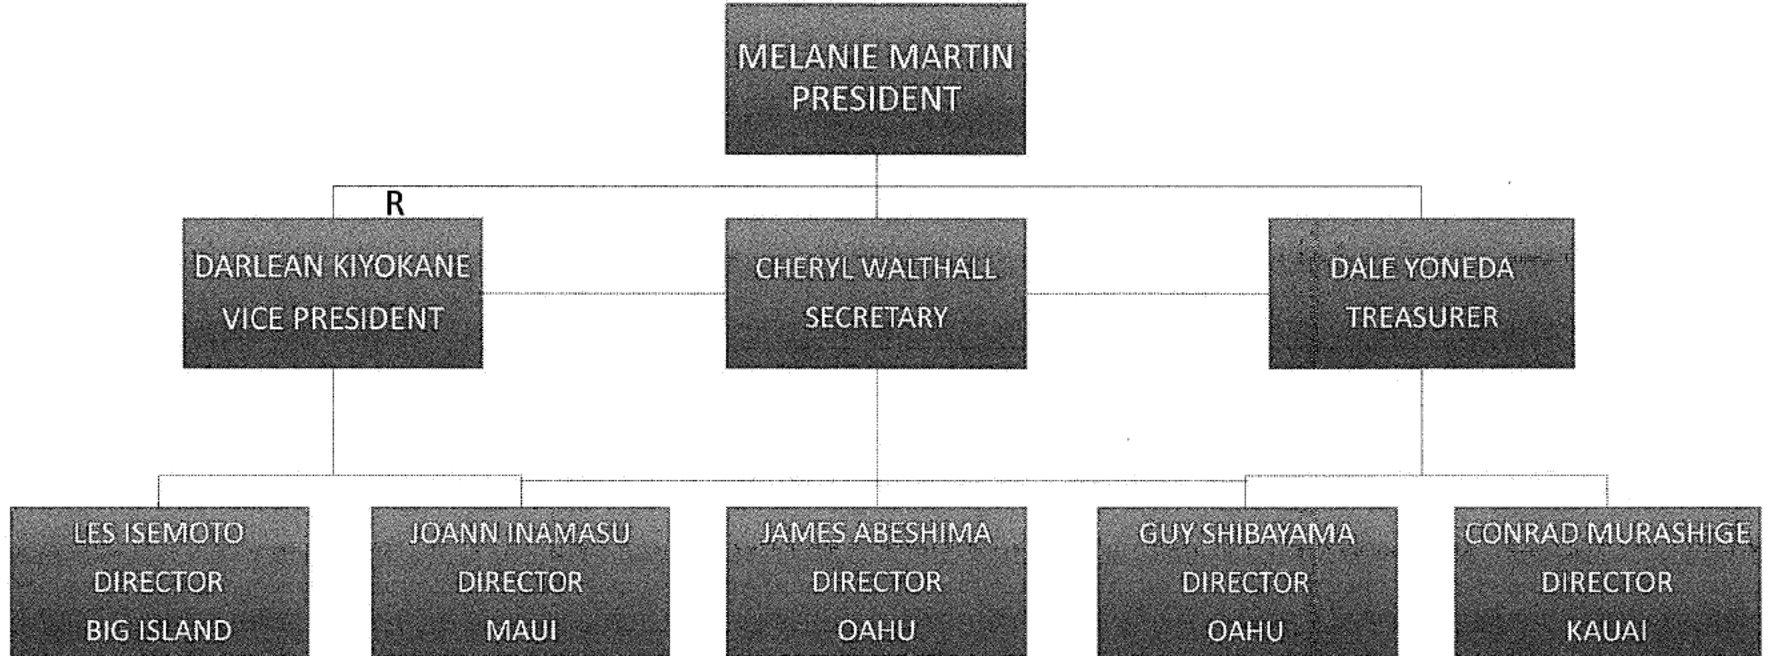 MELANIE MARTIN
PRESIDENT
R
DARLEAN KIYOKANE
VICE PRESIDENT
CHERYL WALTHALL
SECRETARY
DALE YONEDA
TREASURER
LES ISEMOTO
DIRECTOR
BIG ISLAND
JOANN INAMASU
DIRECTOR
MAUI
JAMES ABESHIMA
DIRECTOR
OAHU
GUY SHIBAYAMA
DIRECTOR
OAHU
CONRAD MURASHIGE
DIRECTOR
KAUAI